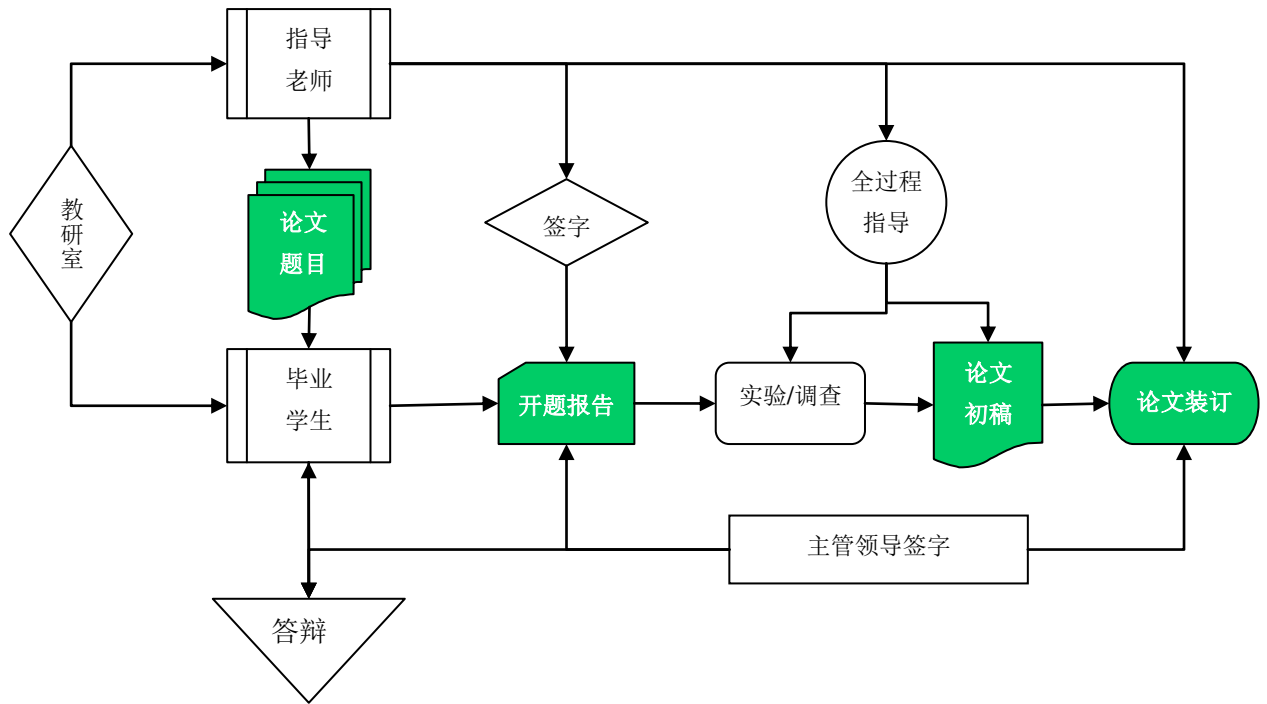 指导
老师
教
研
室
论文
题目
签字
全过程
指导
毕业
学生
开题报告
实验/调查
论文
初稿
论文装订
主管领导签字
答辩